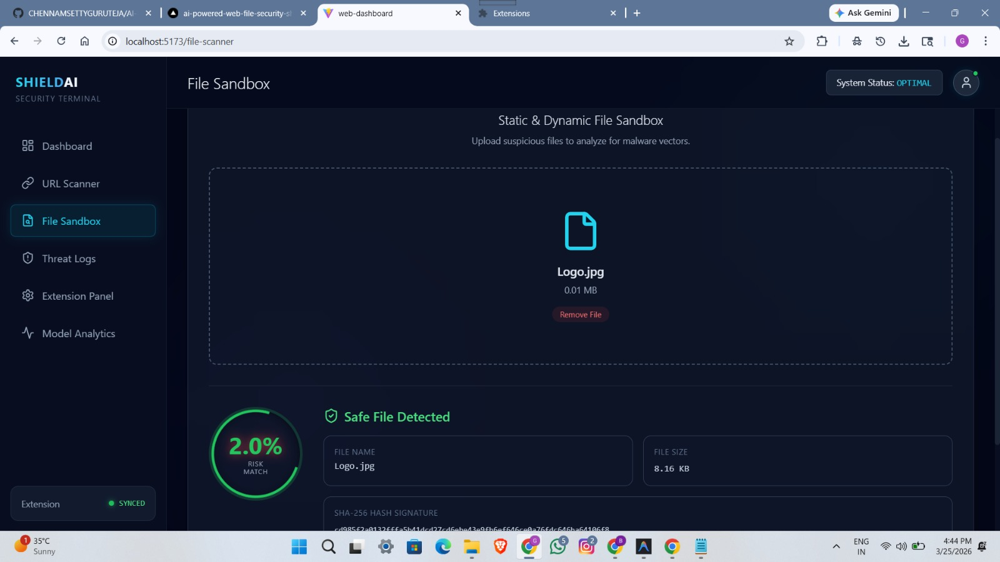 CHENNAMSETTYGURUTEJA/AI-
ai-powered-web-file-security-sl
web-dashboard
Extensions
Ask Gemini
localhost:5173/file-scanner
G
SHIELDAI
SECURITY TERMINAL
File Sandbox
System Status: OPTIMAL
Dashboard
URL Scanner
File Sandbox
Threat Logs
Extension Panel
Model Analytics
Extension
SYNCED
Static & Dynamic File Sandbox
Upload suspicious files to analyze for malware vectors.
Logo.jpg
0.01 MB
Remove File
2.0%
RISK
MATCH
Safe File Detected
FILE NAME
Logo.jpg
FILE SIZE
8.16 KB
SHA-256 HASH SIGNATURE
1
35°C
Sunny
G
5
2
B
ENG
IN
4:44 PM
3/25/2026